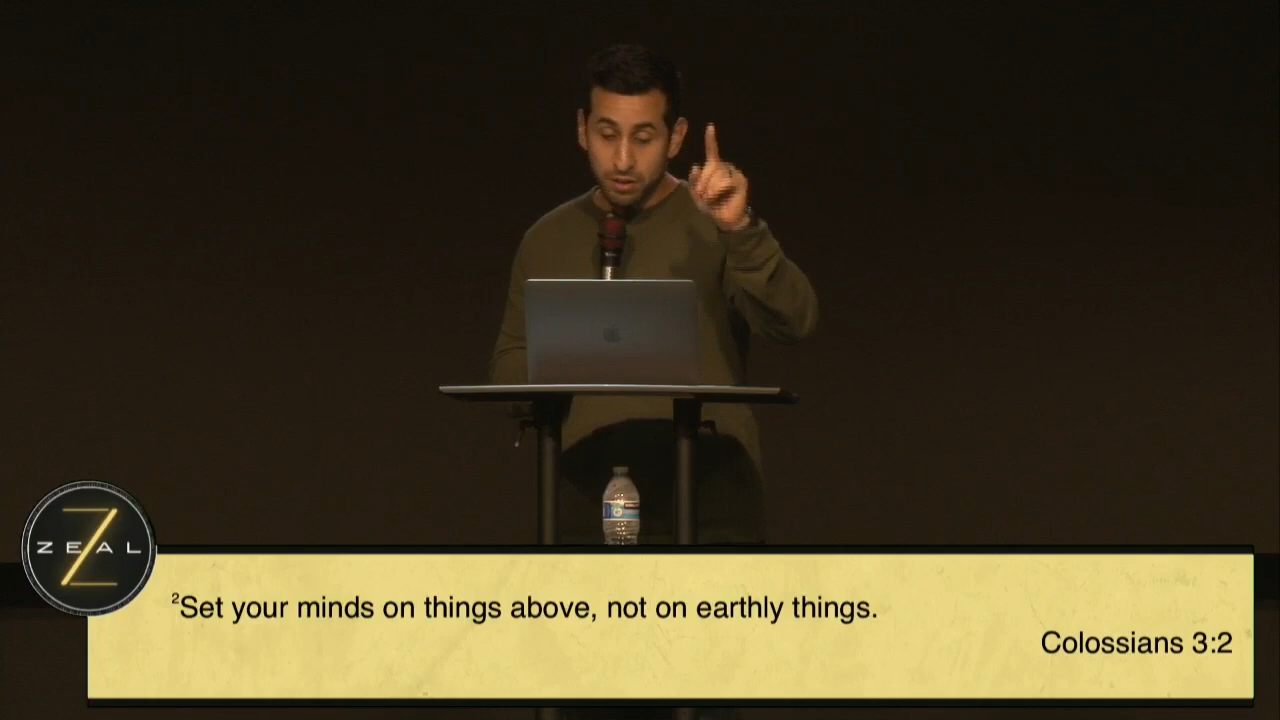 ZEAL
²Set your minds on things above, not on earthly things.
Colossians 3:2